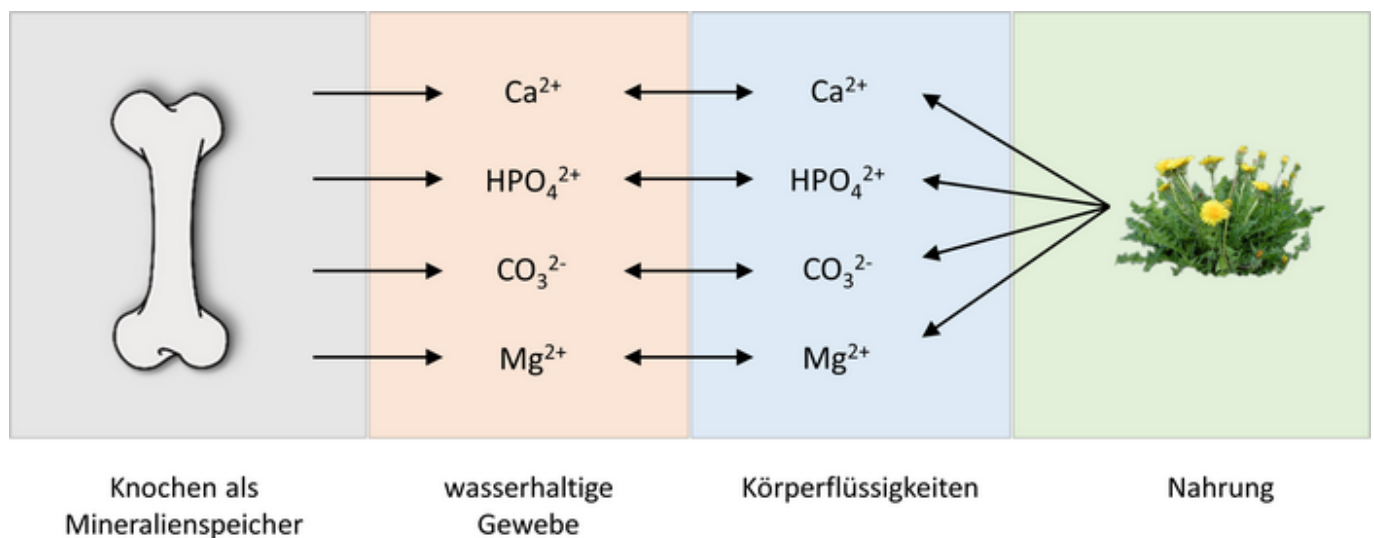 Ca²⁺ Ca²⁺
HPO₄²⁺ HPO₄²⁺
CO₃²⁻ CO₃²⁻
Mg²⁺ Mg²⁺
Knochen als
Mineralienspeicher
wasserhaltige
Gewebe
Körperflüssigkeiten
Nahrung